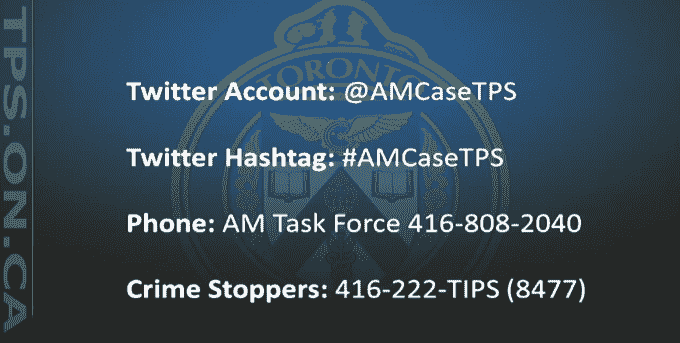 TPS.ON.CA
TORONTO
Twitter Account: @AMCaseTPS
Twitter Hashtag: #AMCaseTPS
Phone: AM Task Force 416-808-2040
Crime Stoppers: 416-222-TIPS (8477)